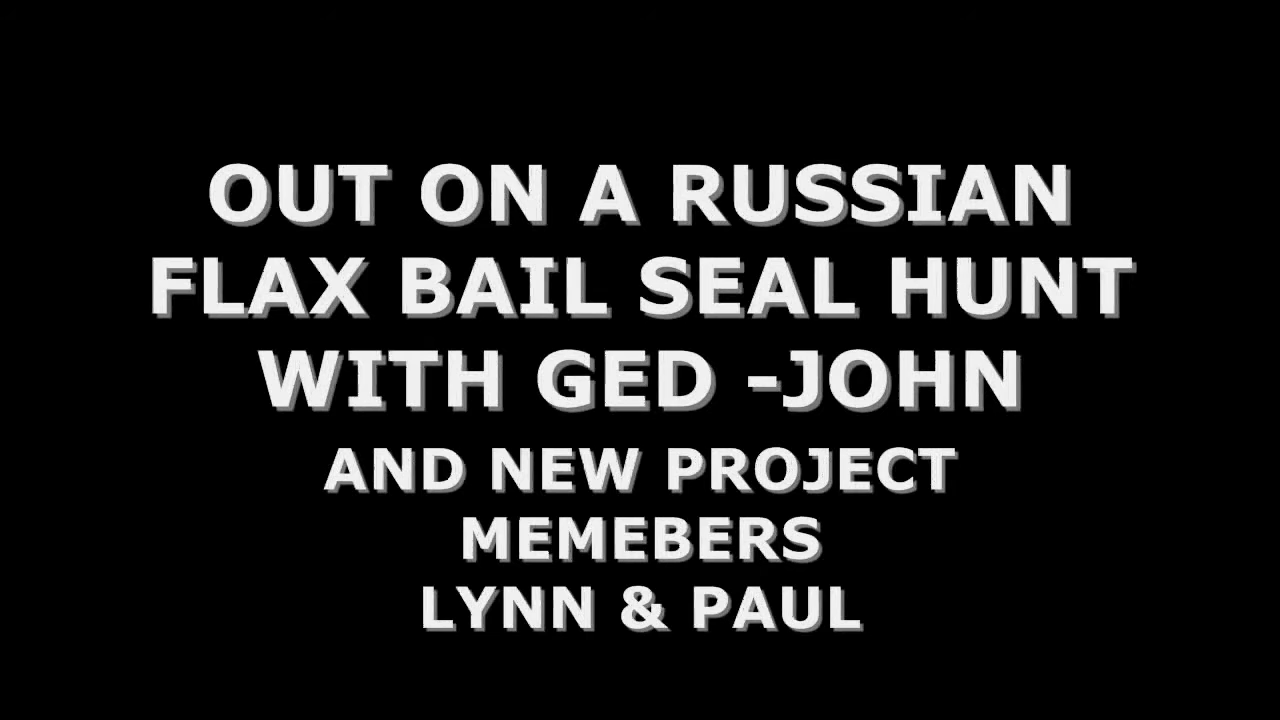 OUT ON A RUSSIAN
FLAX BAIL SEAL HUNT
WITH GED -JOHN
AND NEW PROJECT
MEMEBERS
LYNN & PAUL